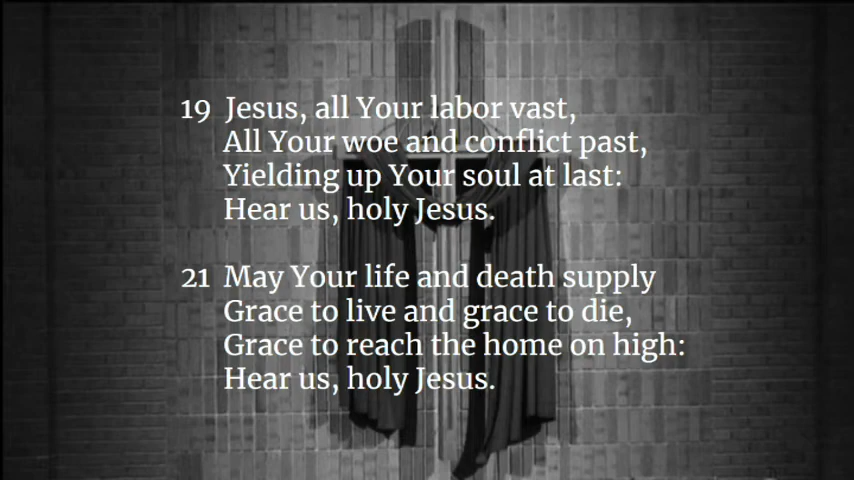 19 Jesus, all Your labor vast,
All Your woe and conflict past,
Yielding up Your soul at last:
Hear us, holy Jesus.
21 May Your life and death supply
Grace to live and grace to die,
Grace to reach the home on high:
Hear us, holy Jesus.